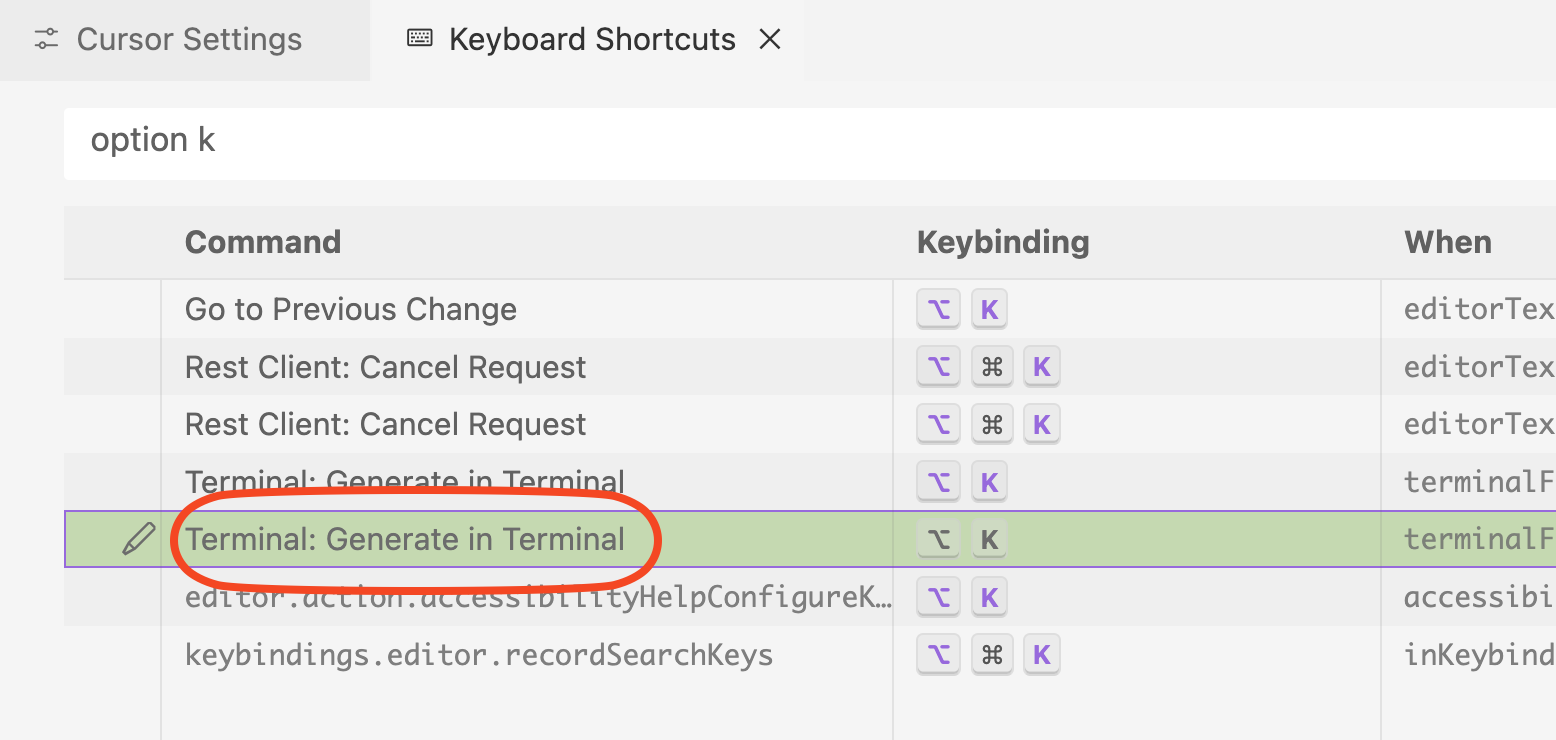 Cursor Settings
Keyboard Shortcuts
option k
Command Keybinding When
Go to Previous Change ⌥ K editorTex
Rest Client: Cancel Request ⌥ ⌘ K editorTex
Rest Client: Cancel Request ⌥ ⌘ K editorTex
Terminal: Generate in Terminal ⌥ K terminalF
Terminal: Generate in Terminal ⌥ K terminalF
editor.action.accessibilityHelpConfigureK… ⌥ K accessibi
keybindings.editor.recordSearchKeys ⌥ ⌘ K inKeybind